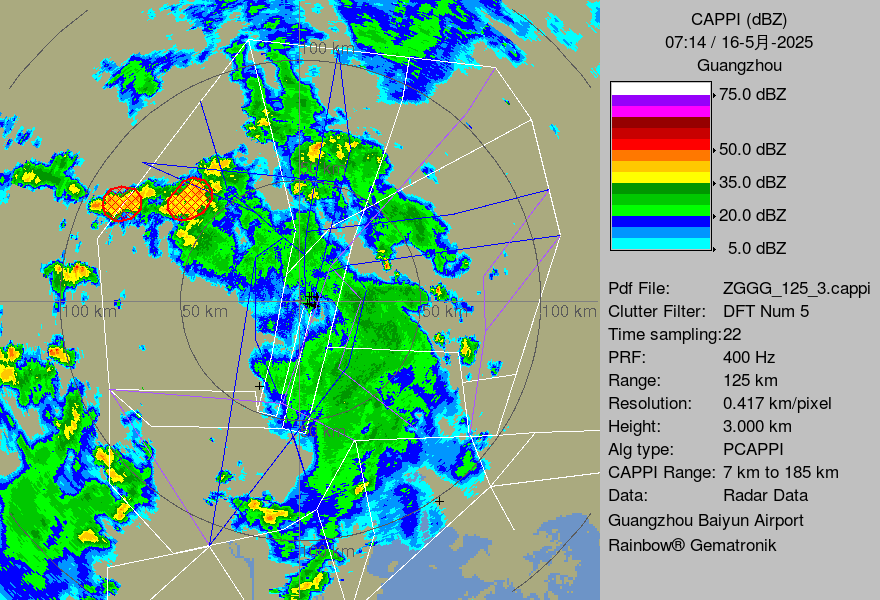 CAPPI (dBZ)
07:14 / 16-5月-2025
Guangzhou
75.0 dBZ
50.0 dBZ
35.0 dBZ
20.0 dBZ
5.0 dBZ
Pdf File: ZGGG_125_3.cappi
Clutter Filter: DFT Num 5
Time sampling:22
PRF: 400 Hz
Range: 125 km
Resolution: 0.417 km/pixel
Height: 3.000 km
Alg type: PCAPPI
CAPPI Range: 7 km to 185 km
Data: Radar Data
Guangzhou Baiyun Airport
Rainbow® Gematronik
100 km
100 km
50 km
50 km
100 km
km
km